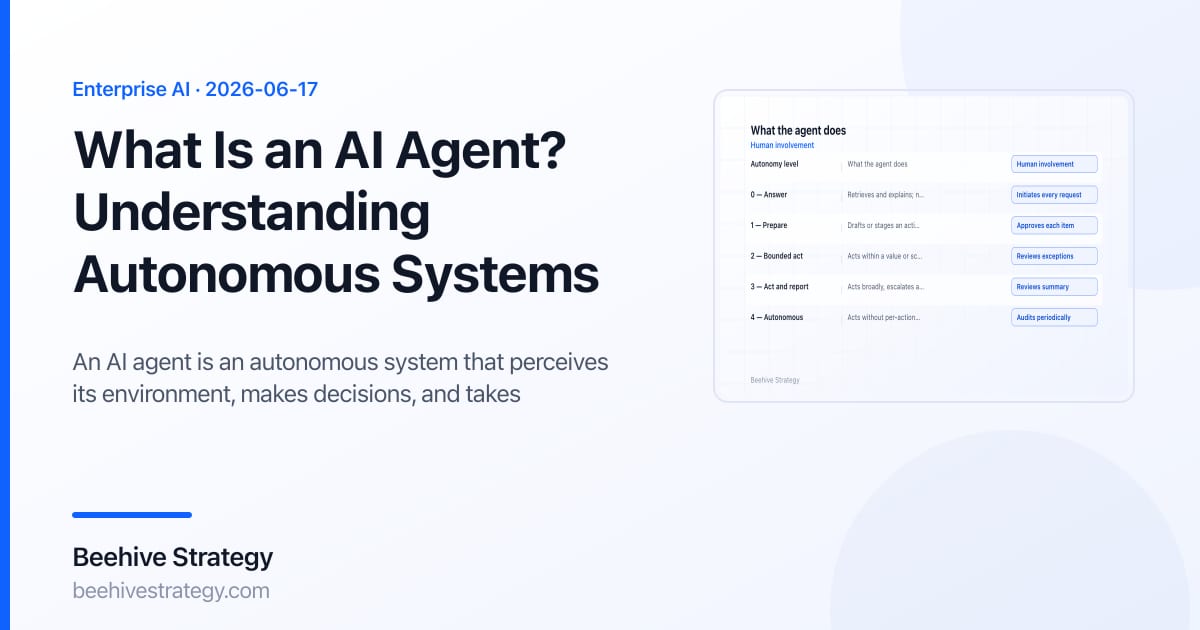 Enterprise AI · 2026-06-17
What Is an AI Agent?
Understanding
Autonomous Systems
An AI agent is an autonomous system that perceives
its environment, makes decisions, and takes
Beehive Strategy
beehivestrategy.com
What the agent does
Human involvement
Autonomy level What the agent does Human involvement
0 — Answer Retrieves and explains; n... Initiates every request
1 — Prepare Drafts or stages an acti... Approves each item
2 — Bounded act Acts within a value or sc... Reviews exceptions
3 — Act and report Acts broadly, escalates a... Reviews summary
4 — Autonomous Acts without per-action... Audits periodically
Beehive Strategy